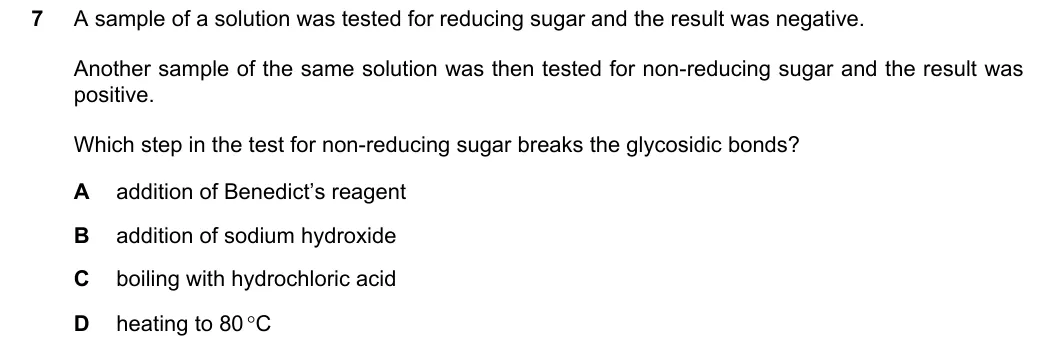 7 A sample of a solution was tested for reducing sugar and the result was negative.
Another sample of the same solution was then tested for non-reducing sugar and the result was
positive.
Which step in the test for non-reducing sugar breaks the glycosidic bonds?
A addition of Benedict’s reagent
B addition of sodium hydroxide
C boiling with hydrochloric acid
D heating to 80 °C